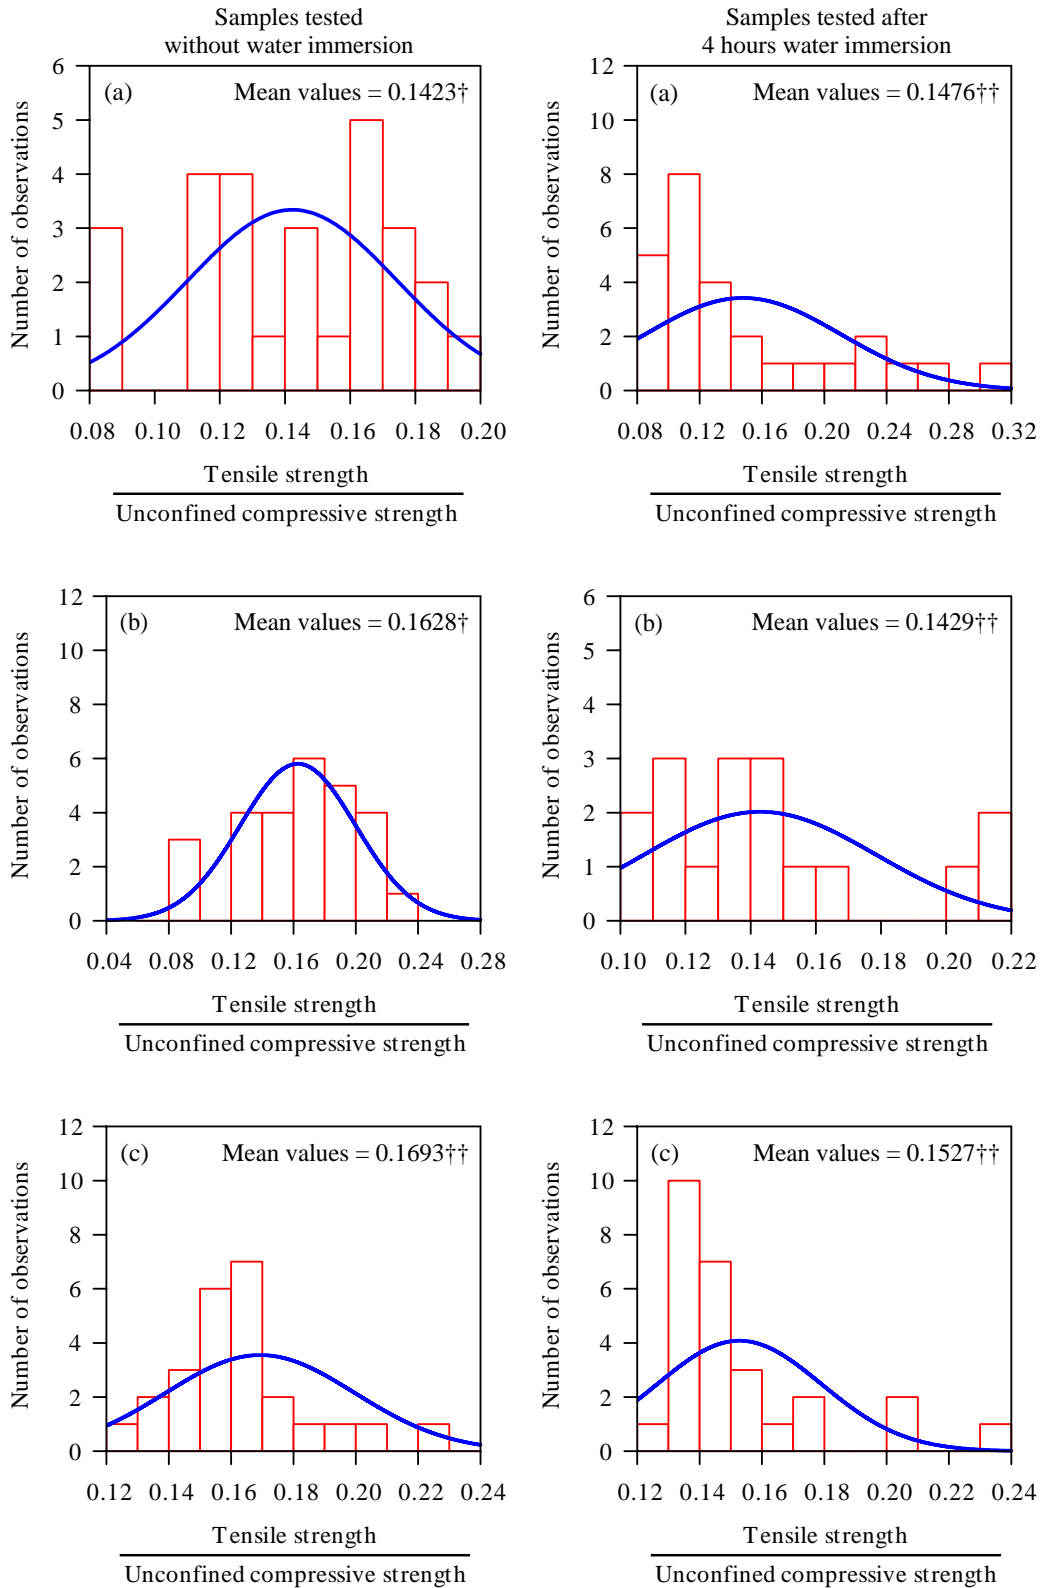 Samples tested
without water immersion
Samples tested after
4 hours water immersion
(a) Mean values = 0.1423†
Number of observations
6
5
4
3
2
1
0
0.08 0.10 0.12 0.14 0.16 0.18 0.20
Tensile strength
Unconfined compressive strength
(a) Mean values = 0.1476††
Number of observations
12
10
8
6
4
2
0
0.08 0.12 0.16 0.20 0.24 0.28 0.32
Tensile strength
Unconfined compressive strength
(b) Mean values = 0.1628†
Number of observations
12
10
8
6
4
2
0
0.04 0.08 0.12 0.16 0.20 0.24 0.28
Tensile strength
Unconfined compressive strength
(b) Mean values = 0.1429††
Number of observations
6
5
4
3
2
1
0
0.10 0.12 0.14 0.16 0.18 0.20 0.22
Tensile strength
Unconfined compressive strength
(c) Mean values = 0.1693††
Number of observations
12
10
8
6
4
2
0
0.12 0.14 0.16 0.18 0.20 0.22 0.24
Tensile strength
Unconfined compressive strength
(c) Mean values = 0.1527††
Number of observations
12
10
8
6
4
2
0
0.12 0.14 0.16 0.18 0.20 0.22 0.24
Tensile strength
Unconfined compressive strength